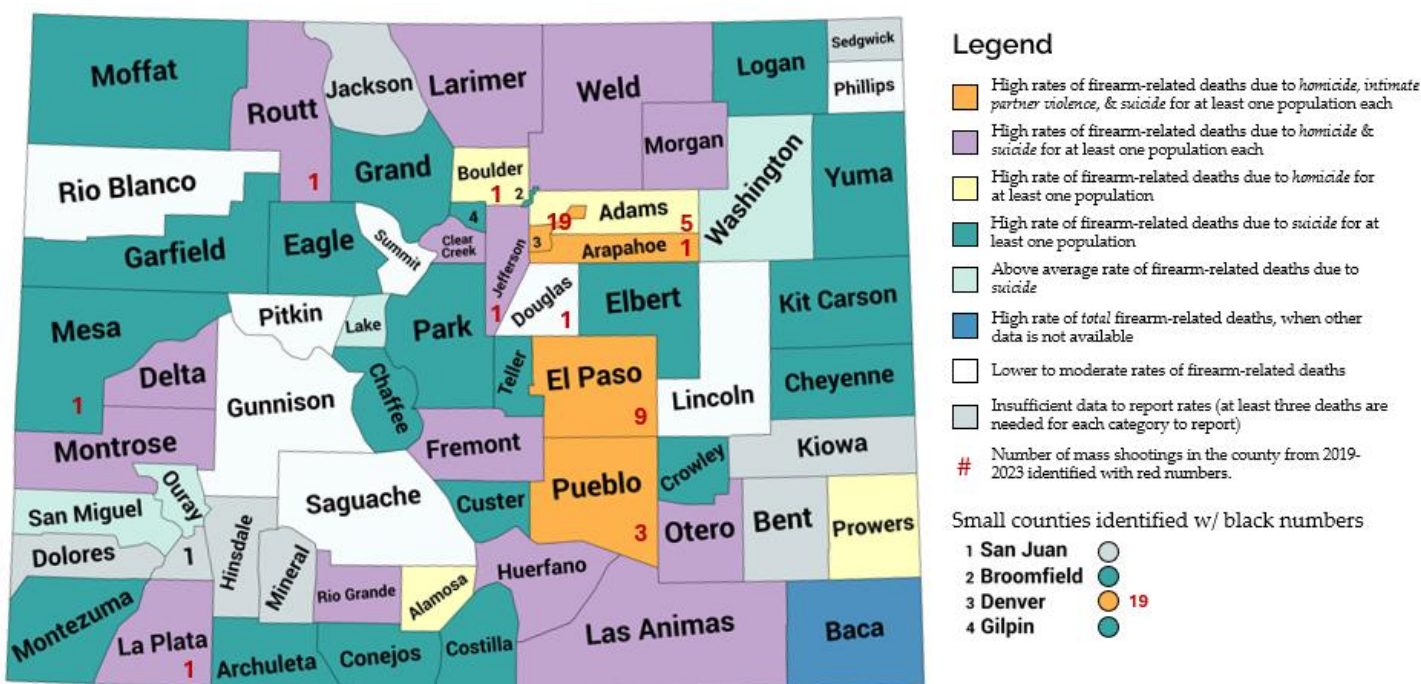 Moffat
Routt
1
Jackson
Larimer
Weld
Logan
Sedgwick
Phillips
Morgan
Washington
Yuma
Rio Blanco
Grand
Boulder
1
2
4
19
Adams
5
Garfield
Eagle
Summit
Clear
Creek
Jefferson
1
3
Arapahoe
1
Mesa
1
Pitkin
Lake
Park
Douglas
1
Elbert
Kit Carson
Delta
Gunnison
Chaffee
Teller
El Paso
9
Lincoln
Cheyenne
Montrose
Fremont
Kiowa
Ouray
Saguache
Custer
Pueblo
3
Crowley
Otero
Bent
Prowers
San Miguel
Dolores
1
Hinsdale
Mineral
Rio Grande
Alamosa
Huerfano
Montezuma
La Plata
1
Archuleta
Conejos
Costilla
Las Animas
Baca
Legend
High rates of firearm-related deaths due to homicide, intimate
partner violence, & suicide for at least one population each
High rates of firearm-related deaths due to homicide &
suicide for at least one population each
High rate of firearm-related deaths due to homicide for
at least one population
High rate of firearm-related deaths due to suicide for at
least one population
Above average rate of firearm-related deaths due to
suicide
High rate of total firearm-related deaths, when other
data is not available
Lower to moderate rates of firearm-related deaths
Insufficient data to report rates (at least three deaths are
needed for each category to report)
# Number of mass shootings in the county from 2019-
2023 identified with red numbers.
Small counties identified w/ black numbers
1 San Juan
2 Broomfield
3 Denver 19
4 Gilpin